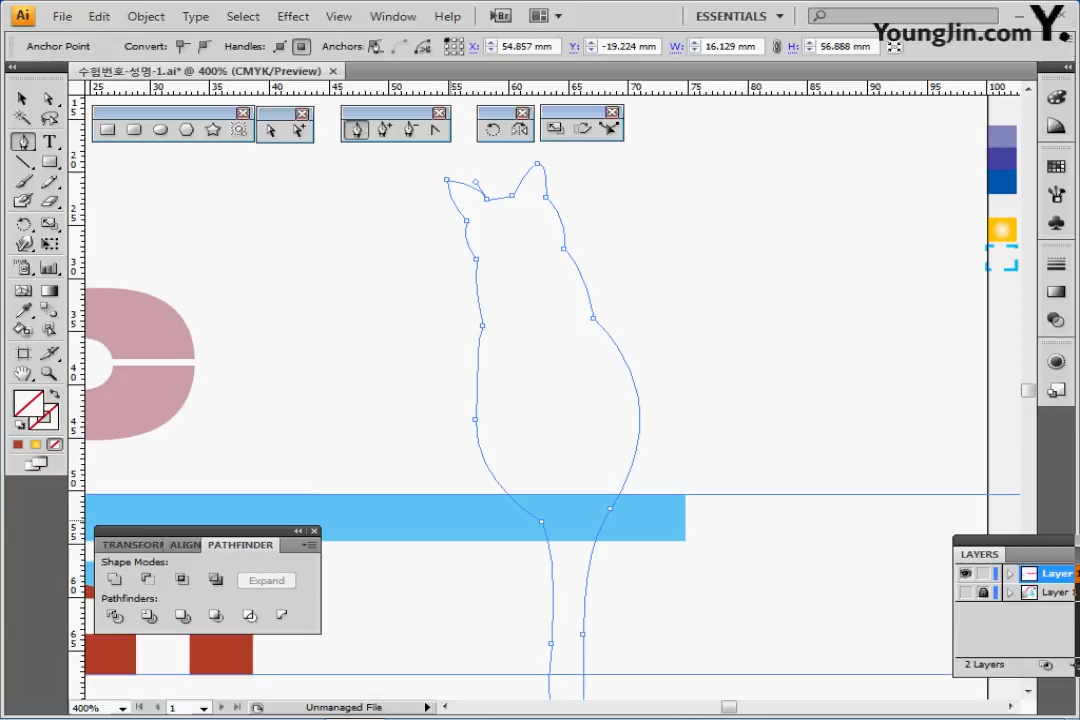 Ai File Edit Object Type Select Effect View Window Help Br ESSENTIALS
YoungJin.com Y.
Anchor Point Convert: Handles: Anchors: X: 54.857 mm Y: -19.224 mm W: 16.129 mm H: 56.888 mm
수험번호-성명-1.ai* @ 400% (CMYK/Preview)
25 30 35 40 45 50 55 60 65 70 75 80 85 90 95 100
TRANSFORM ALIGN PATHFINDER
Shape Modes:
Expand
Pathfinders:
LAYERS
Layer
Layer
2 Layers
400% 1 Unmanaged File